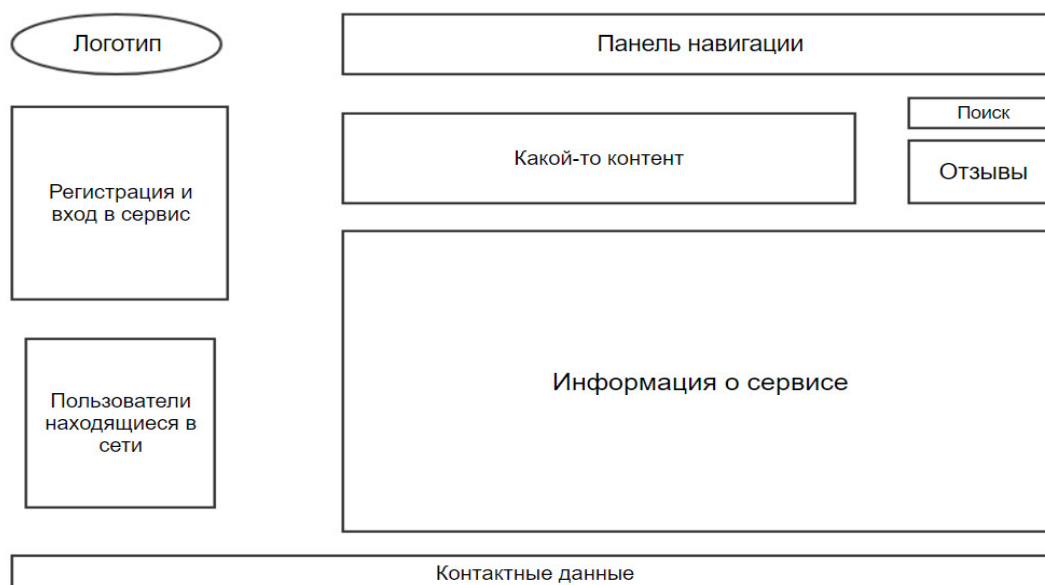 Логотип
Панель навигации
Поиск
Какой-то контент
Отзывы
Регистрация и
вход в сервис
Информация о сервисе
Пользователи
находящиеся в
сети
Контактные данные